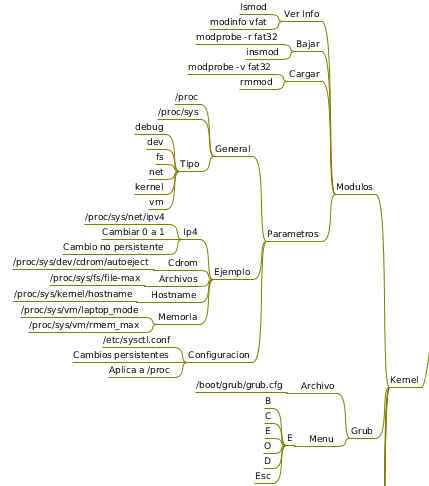 lsmod
Ver Info
modinfo vfat
modprobe -r fat32
Bajar
insmod
modprobe -v fat32
Cargar
rmmod
/proc
/proc/sys
debug
General
dev
fs
Tipo
net
kernel
Modulos
vm
/proc/sys/net/ipv4
Cambiar 0 a 1
Ip4
Parametros
Cambio no persistente
/proc/sys/dev/cdrom/autoeject
Cdrom
/proc/sys/fs/file-max
Archivos
Ejemplo
/proc/sys/kernel/hostname
Hostname
/proc/sys/vm/laptop_mode
Memoria
/proc/sys/vm/rmem_max
/etc/sysctl.conf
Cambios persistentes
Configuracion
Aplica a /proc
/boot/grub/grub.cfg
Archivo
Kernel
B
C
E
Grub
O
E
Menu
D
Esc